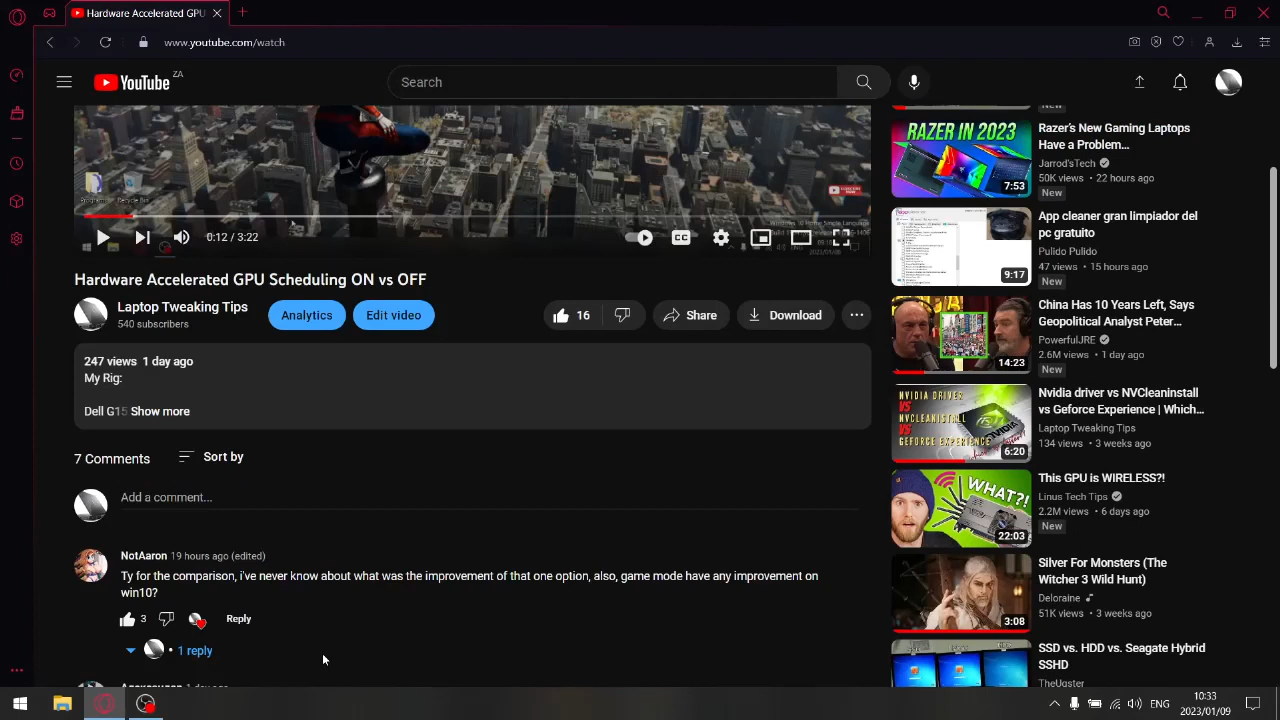 Hardware Accelerated GPU
www.youtube.com/watch
YouTube
ZA
Search
New
RAZER IN 2023
7:53
Razer's New Gaming Laptops
Have a Problem...
Jarrod'sTech
50K views • 22 hours ago
New
SUBSCRIBE NOW
Recycle Bin
9:17
App apara gran limpiador de
pc gratuito
Pulido Tech
47 views • 15 hours ago
New
Hardware Accelerated GPU Scheduling ON vs OFF
Laptop Tweaking Tips
540 subscribers
Analytics
Edit video
16
Share
Download
14:23
China Has 10 Years Left, Says
Geopolitical Analyst Peter...
PowerfulJRE
2.6M views • 1 day ago
New
247 views 1 day ago
My Rig:
Dell G15 Show more
NVIDIA DRIVER
VS
NVCLEANSTALL
VS
GEFORCE EXPERIENCE
6:20
Nvidia driver vs NVCleaninstall
vs Geforce Experience | Which...
Laptop Tweaking Tips
134 views • 3 weeks ago
7 Comments
Sort by
Add a comment...
WHAT?!
22:03
This GPU is WIRELESS?!
Linus Tech Tips
2.2M views • 6 days ago
New
NotAaron 19 hours ago (edited)
Ty for the comparison, i've never know about what was the improvement of that one option, also, game mode have any improvement on
win10?
3
Reply
• 1 reply
3:08
Silver For Monsters (The
Witcher 3 Wild Hunt)
Deloraine
51K views • 3 weeks ago
SSD vs. HDD vs. Seagate Hybrid
SSHD
TheUgster
ENG
10:33
2023/01/09